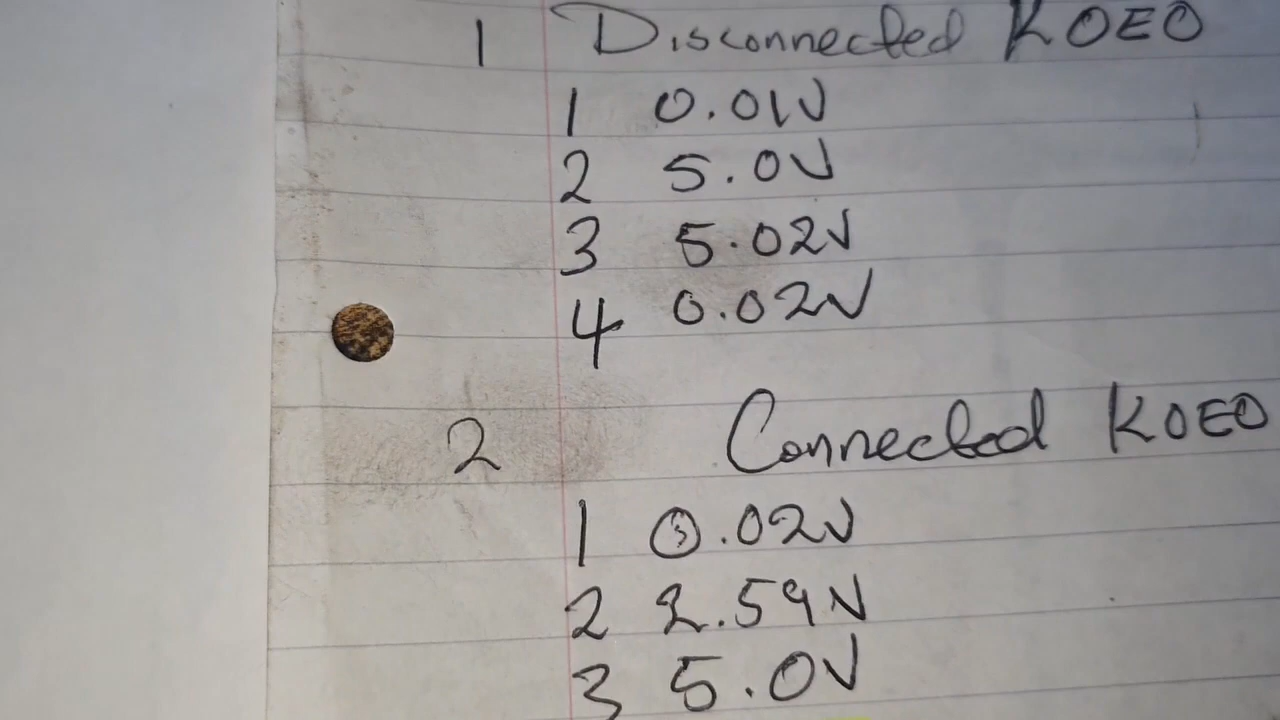 1 Disconnected KOEO
1 0.01V
2 5.0V
3 5.02V
4 0.02V
2 Connected KOEO
1 0.02V
2 2.59V
3 5.0V